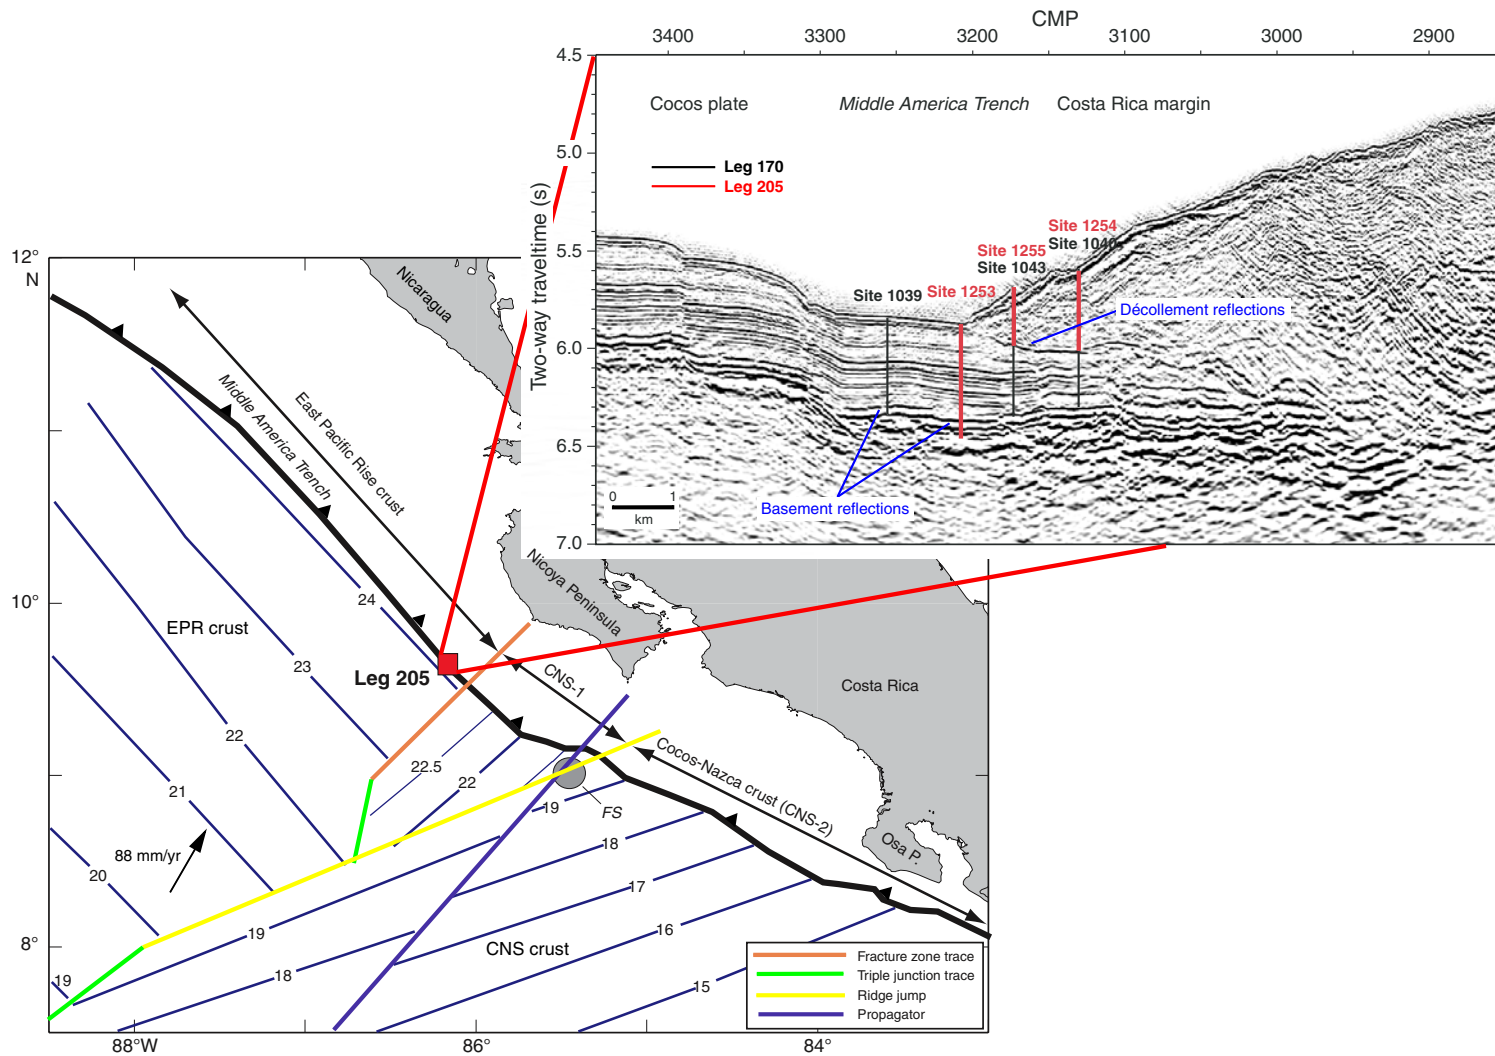 CMP
3400
3300
3200
3100
3000
2900
4.5
5.0
5.5
6.0
6.5
7.0
Two-way traveltime (s)
Cocos plate
Middle America Trench
Costa Rica margin
Leg 170
Leg 205
Site 1254
Site 1040
Site 1255
Site 1043
Site 1039
Site 1253
Décollement reflections
Basement reflections
0
1
km
12°
N
10°
8°
88°W
86°
84°
Nicaragua
East Pacific Rise crust
Middle America Trench
Nicoya Peninsula
EPR crust
24
23
22
21
20
19
Leg 205
CNS-1
Costa Rica
Cocos-Nazca crust (CNS-2)
Osa P.
22.5
22
FS
88 mm/yr
19
18
17
16
15
19
18
CNS crust
Fracture zone trace
Triple junction trace
Ridge jump
Propagator